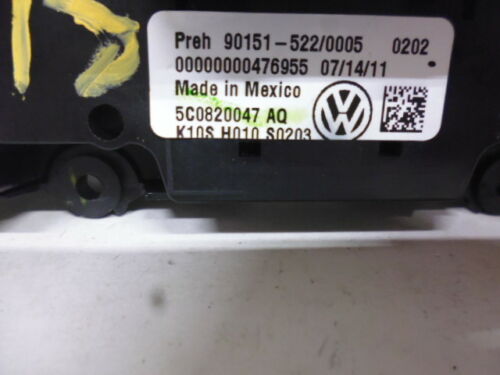 Preh 90151-522/0005 0202
00000000476955 07/14/11
Made in Mexico
5C0820047 AQ
K10S H010 S0203